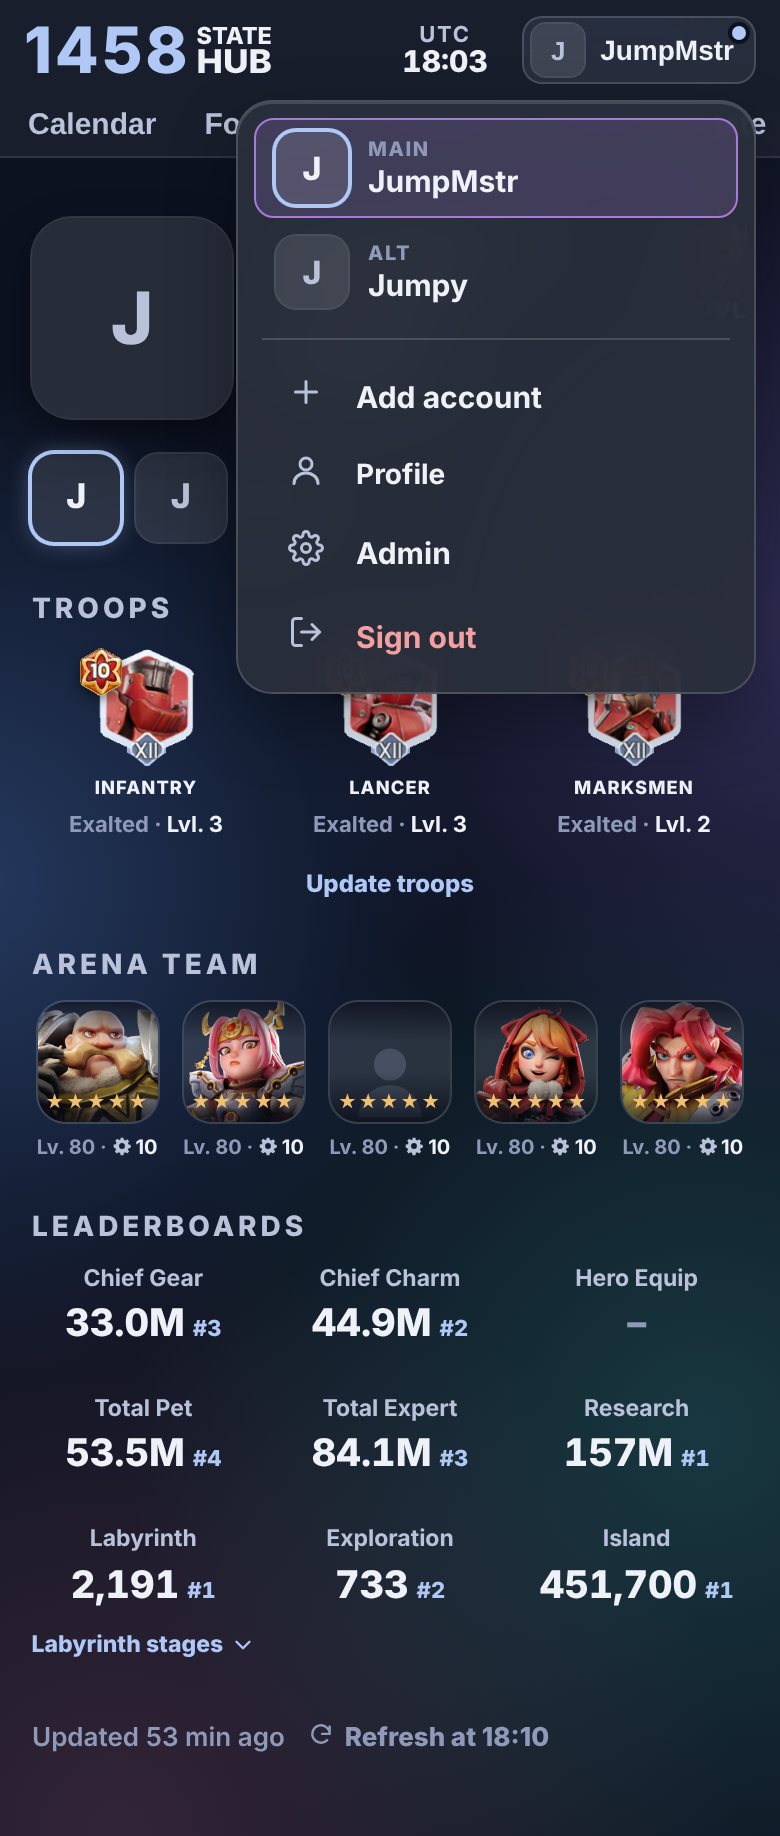 1458 STATE HUB
UTC
18:03
J JumpMstr
Calendar Fo
J
MAIN
JumpMstr
J
ALT
Jumpy
J
Add account
Profile
J J
Admin
TROOPS
Sign out
10
XII XII XII
INFANTRY LANCER MARKSMEN
Exalted · Lvl. 3 Exalted · Lvl. 3 Exalted · Lvl. 2
Update troops
ARENA TEAM
Lv. 80 · 10 Lv. 80 · 10 Lv. 80 · 10 Lv. 80 · 10 Lv. 80 · 10
LEADERBOARDS
Chief Gear Chief Charm Hero Equip
33.0M #3 44.9M #2 –
Total Pet Total Expert Research
53.5M #4 84.1M #3 157M #1
Labyrinth Exploration Island
2,191 #1 733 #2 451,700 #1
Labyrinth stages
Updated 53 min ago Refresh at 18:10